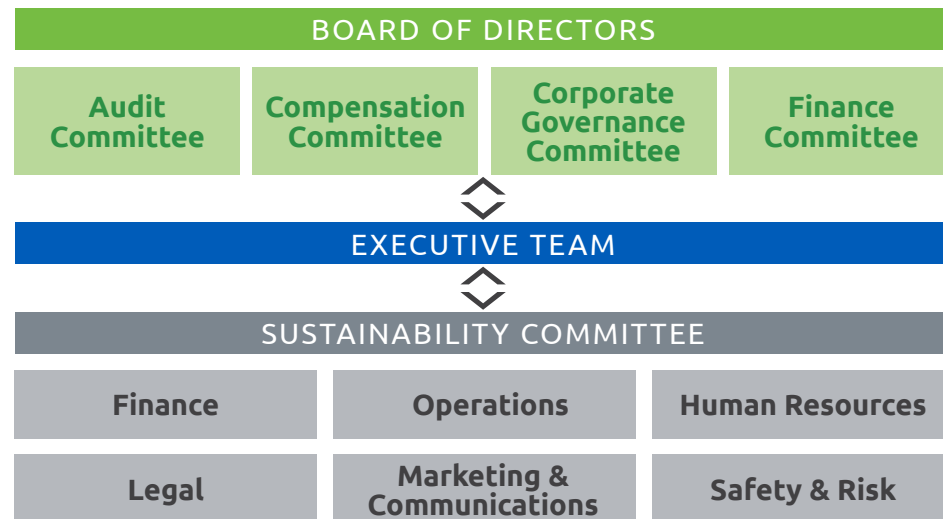 BOARD OF DIRECTORS
Audit
Committee
Compensation
Committee
Corporate
Governance
Committee
Finance
Committee
EXECUTIVE TEAM
SUSTAINABILITY COMMITTEE
Finance
Operations
Human Resources
Legal
Marketing &
Communications
Safety & Risk